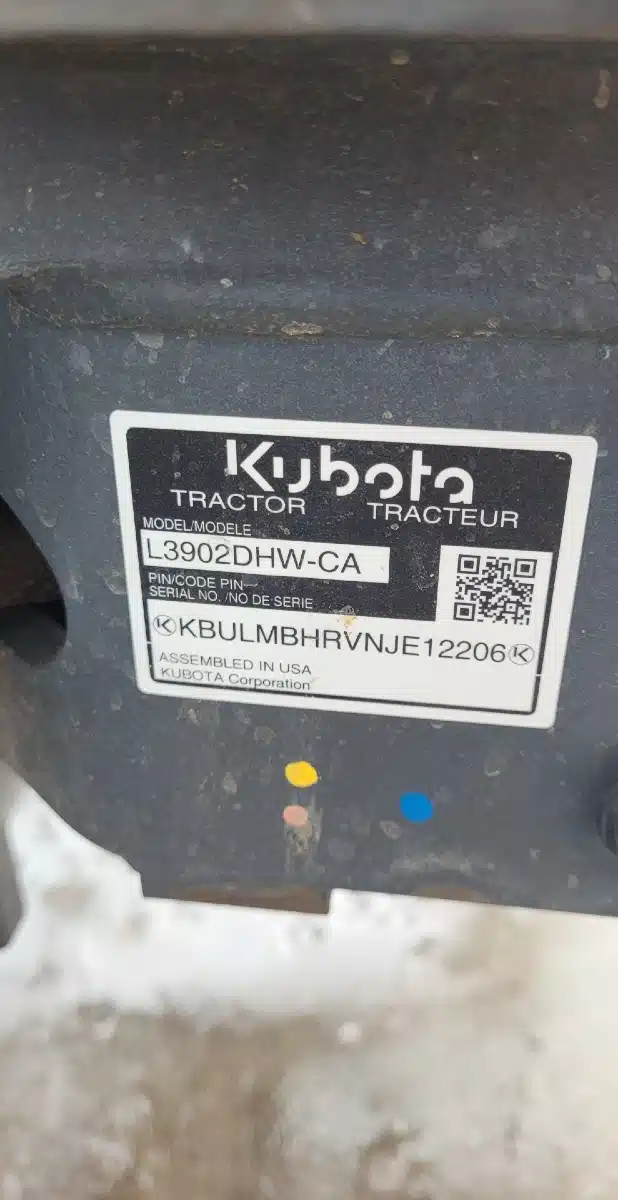 Kubota
TRACTOR TRACTEUR
MODEL/MODELE
L3902DHW-CA
PIN/CODE PIN
SERIAL NO. /NO DE SERIE
KBULMBHRVNJE12206
ASSEMBLED IN USA
KUBOTA Corporation